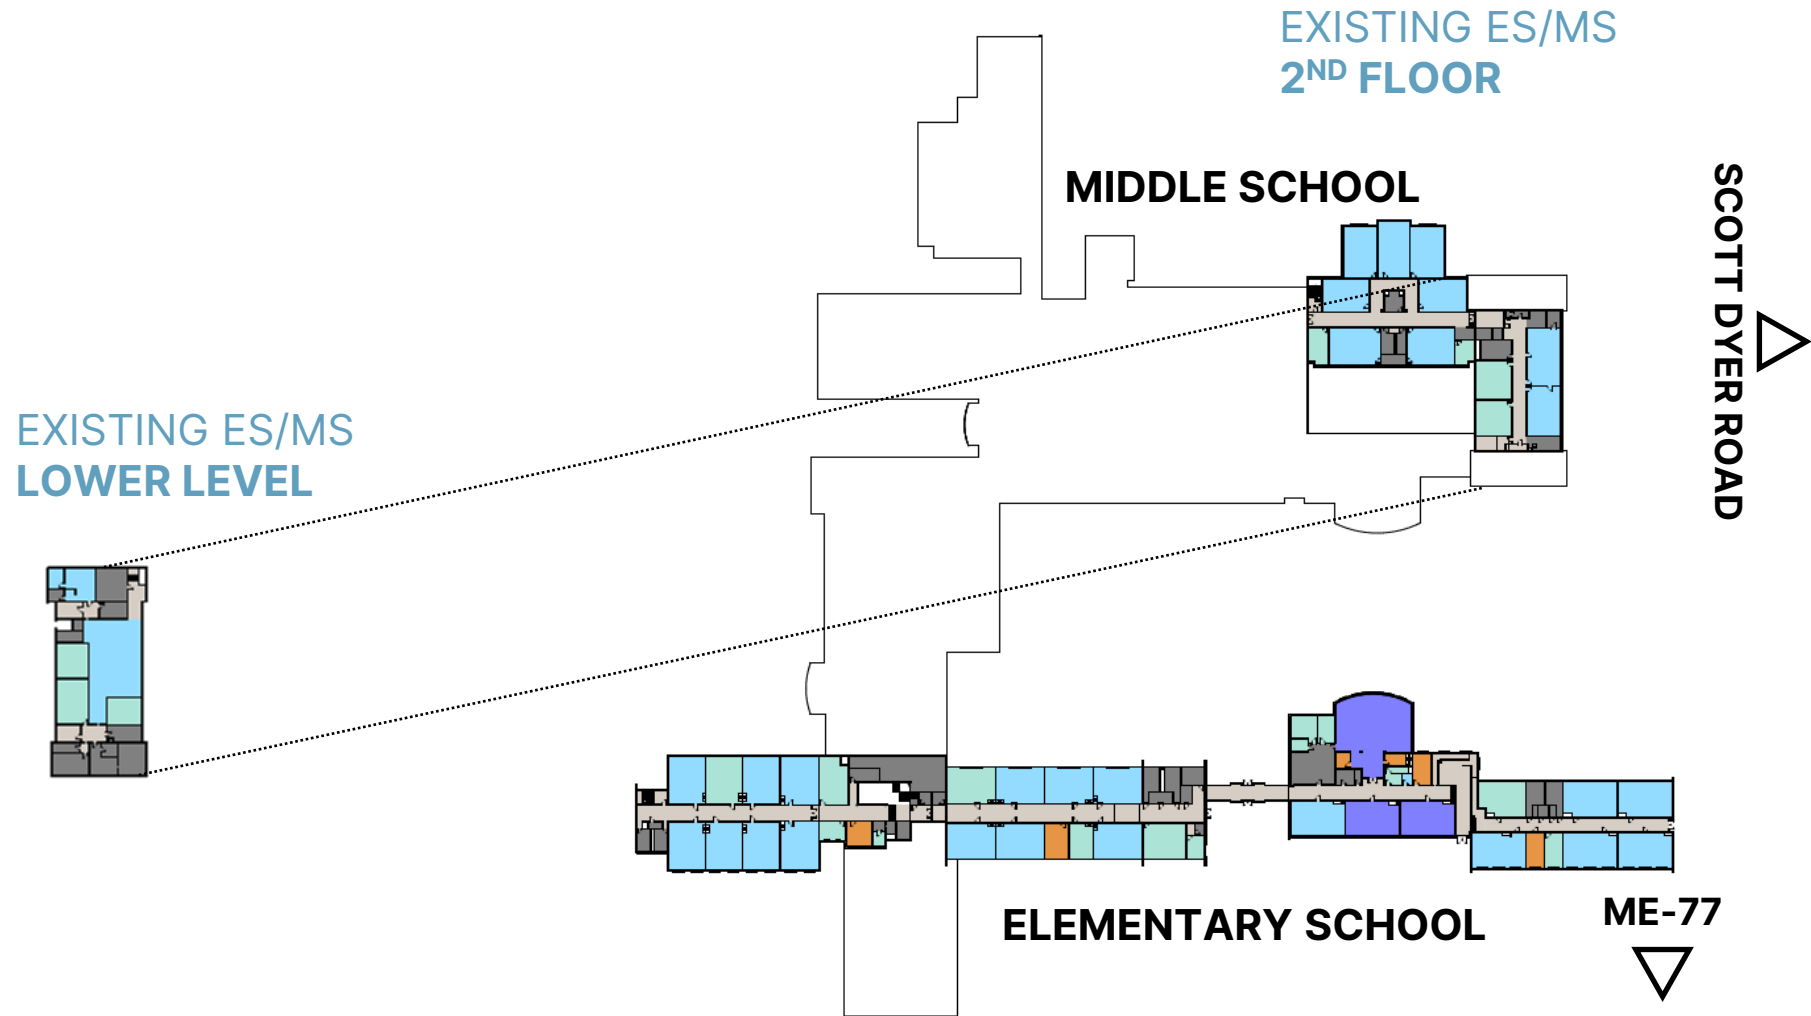 EXISTING ES/MS
2ND FLOOR
MIDDLE SCHOOL
SCOTT DYER ROAD
EXISTING ES/MS
LOWER LEVEL
ELEMENTARY SCHOOL
ME-77